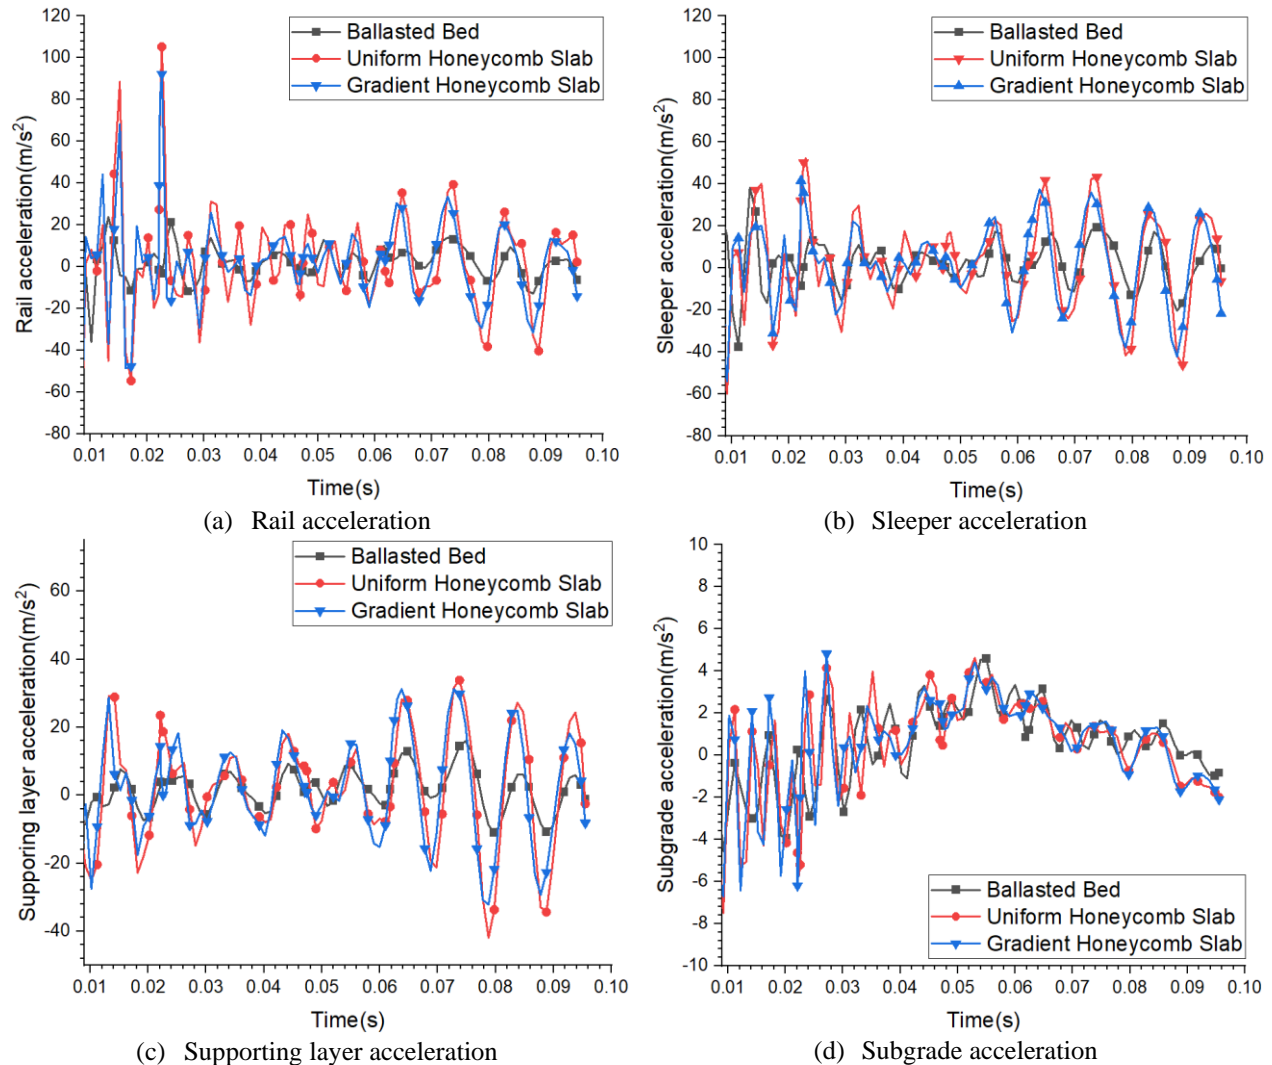 120
100
80
60
40
20
0
-20
-40
-60
-80
Rail acceleration(m/s²)
Ballasted Bed
Uniform Honeycomb Slab
Gradient Honeycomb Slab
0.01 0.02 0.03 0.04 0.05 0.06 0.07 0.08 0.09 0.10
Time(s)
(a) Rail acceleration
120
100
80
60
40
20
0
-20
-40
-60
-80
Sleeper acceleration(m/s²)
Ballasted Bed
Uniform Honeycomb Slab
Gradient Honeycomb Slab
0.01 0.02 0.03 0.04 0.05 0.06 0.07 0.08 0.09 0.10
Time(s)
(b) Sleeper acceleration
60
40
20
0
-20
-40
Supporing layer acceleration(m/s²)
Ballasted Bed
Uniform Honeycomb Slab
Gradient Honeycomb Slab
0.01 0.02 0.03 0.04 0.05 0.06 0.07 0.08 0.09 0.10
Time(s)
(c) Supporting layer acceleration
10
8
6
4
2
0
-2
-4
-6
-8
-10
Subgrade acceleration(m/s²)
Ballasted Bed
Uniform Honeycomb Slab
Gradient Honeycomb Slab
0.01 0.02 0.03 0.04 0.05 0.06 0.07 0.08 0.09 0.10
Time(s)
(d) Subgrade acceleration